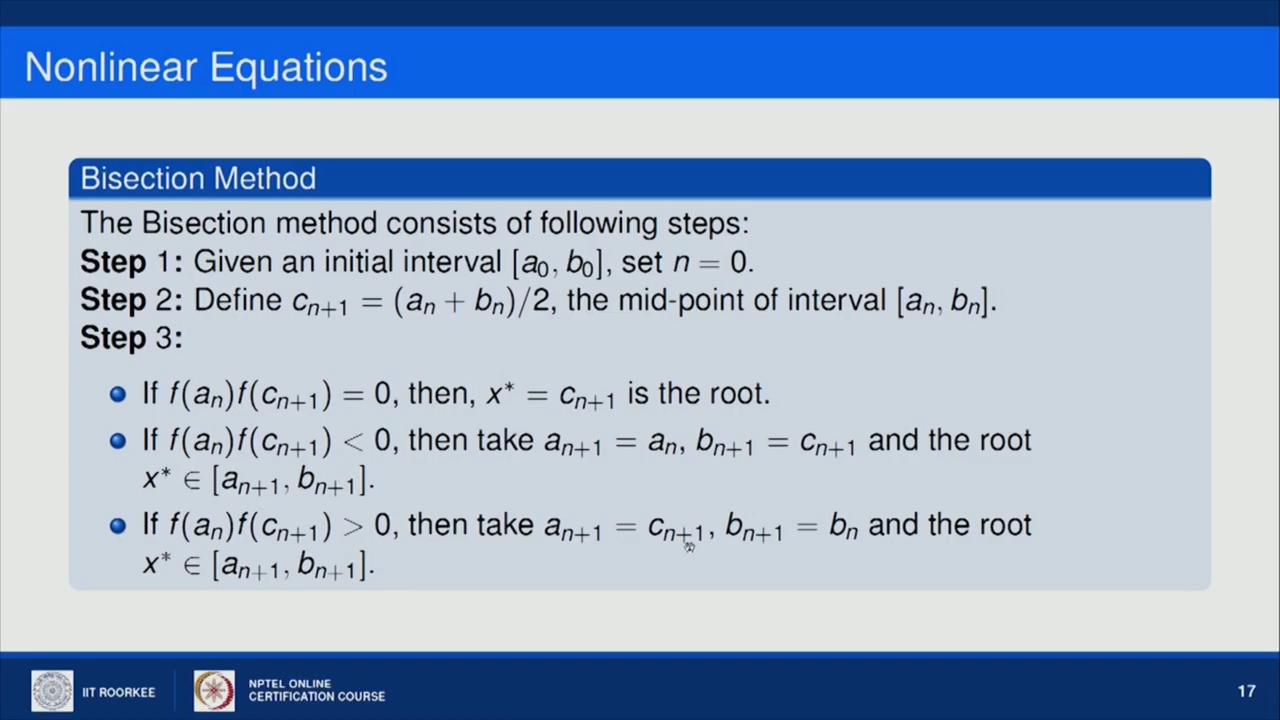 Nonlinear Equations
Bisection Method
The Bisection method consists of following steps:
Step 1: Given an initial interval [a₀, b₀], set n = 0.
Step 2: Define cₙ₊₁ = (aₙ + bₙ)/2, the mid-point of interval [aₙ, bₙ].
Step 3:
If f(aₙ)f(cₙ₊₁) = 0, then, x* = cₙ₊₁ is the root.
If f(aₙ)f(cₙ₊₁) < 0, then take aₙ₊₁ = aₙ, bₙ₊₁ = cₙ₊₁ and the root
x* ∈ [aₙ₊₁, bₙ₊₁].
If f(aₙ)f(cₙ₊₁) > 0, then take aₙ₊₁ = cₙ₊₁, bₙ₊₁ = bₙ and the root
x* ∈ [aₙ₊₁, bₙ₊₁].
IIT ROORKEE
NPTEL ONLINE
CERTIFICATION COURSE
17